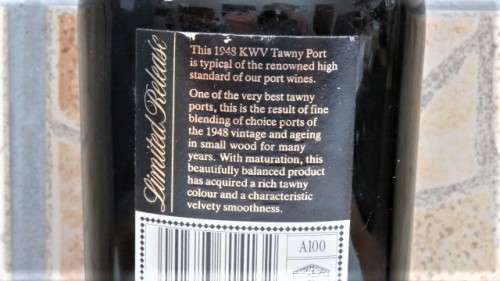 Limited Release
This 1948 KWV Tawny Port
is typical of the renowned high
standard of our port wines.
One of the very best tawny
ports, this is the result of fine
blending of choice ports of
the 1948 vintage and ageing
in small wood for many
years. With maturation, this
beautifully balanced product
has acquired a rich tawny
colour and a characteristic
velvety smoothness.
A100